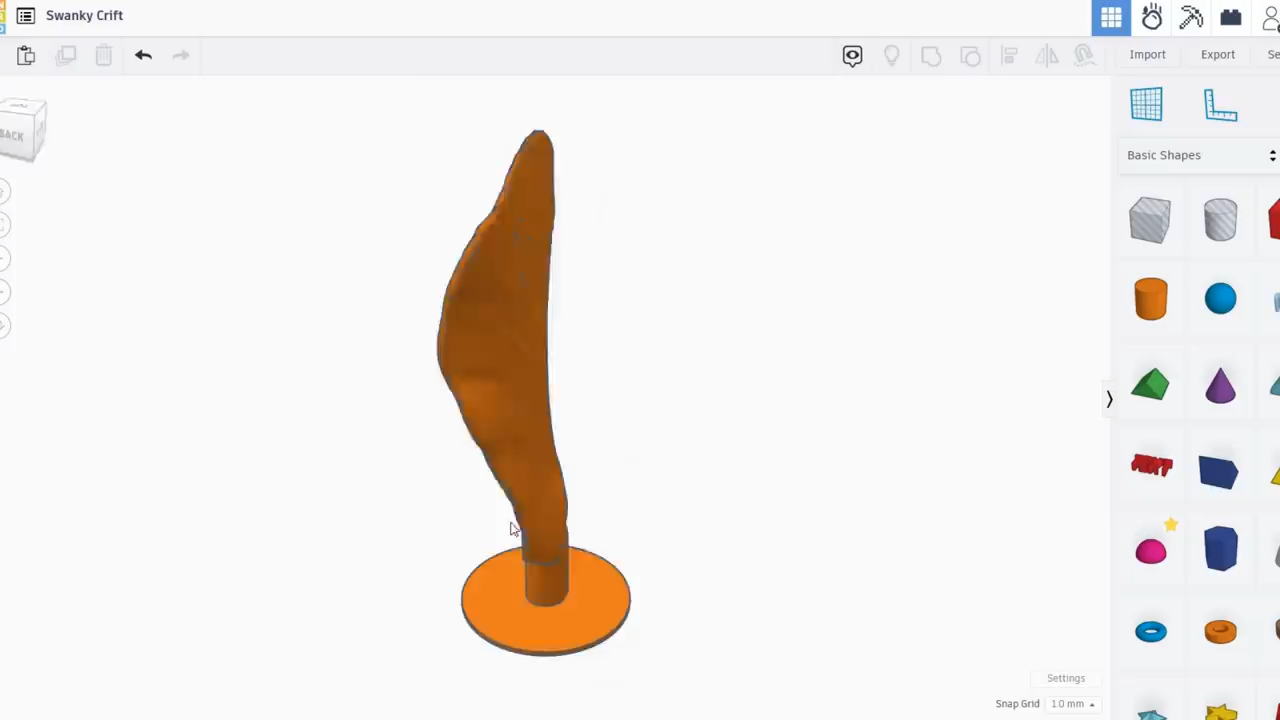 Swanky Crift
Import
Export
BACK
Basic Shapes
Settings
Snap Grid
1.0 mm